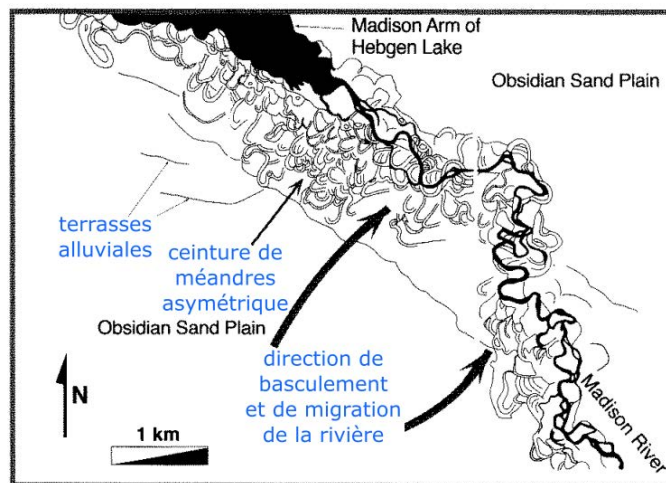 Madison Arm of
Hebgen Lake
Obsidian Sand Plain
terrasses
alluviales
ceinture de
méandres
asymétrique
Obsidian Sand Plain
direction de
basculement
et de migration
de la rivière
N
1 km
Madison River